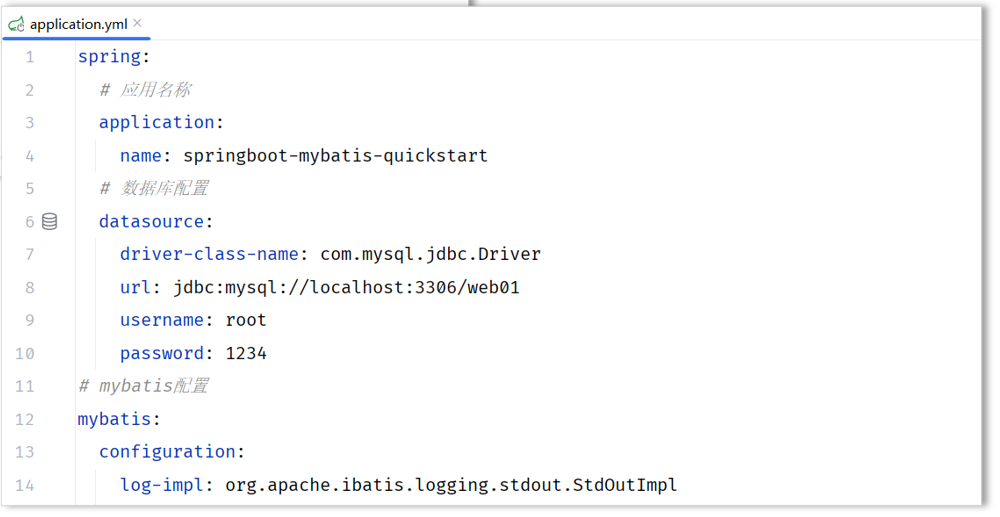 application.yml
1 spring:
2 # 应用名称
3 application:
4 name: springboot-mybatis-quickstart
5 # 数据库配置
6 datasource:
7 driver-class-name: com.mysql.jdbc.Driver
8 url: jdbc:mysql://localhost:3306/web01
9 username: root
10 password: 1234
11 # mybatis配置
12 mybatis:
13 configuration:
14 log-impl: org.apache.ibatis.logging.stdout.StdOutImpl